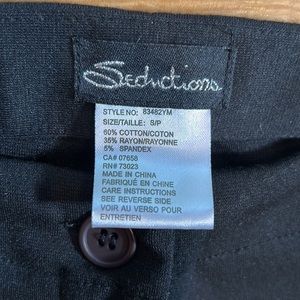 Seductions
STYLE NO: 83482YM
SIZE/TAILLE: S/P
60% COTTON/COTON
35% RAYON/RAYONNE
5% SPANDEX
CA# 07658
RN# 73023
MADE IN CHINA
FABRIQUÉ EN CHINE
CARE INSTRUCTIONS
SEE REVERSE SIDE
VOIR AU VERSO POUR
ENTRETIEN